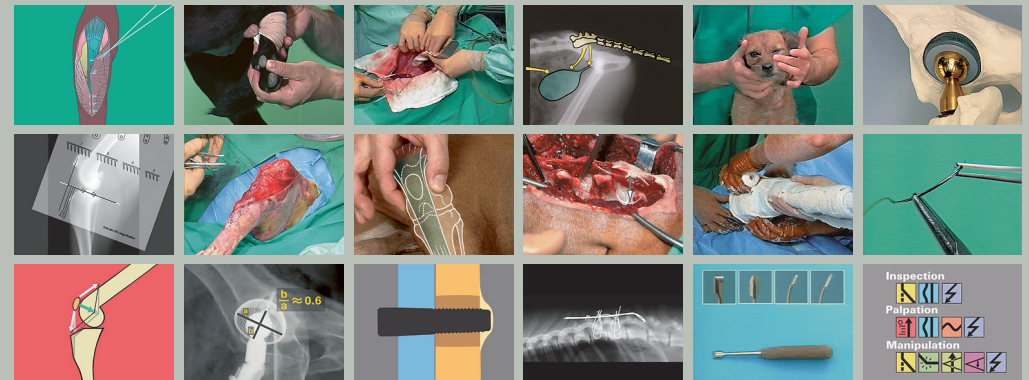 b/a ≈ 0.6
a
b
Inspection
Palpation
Manipulation